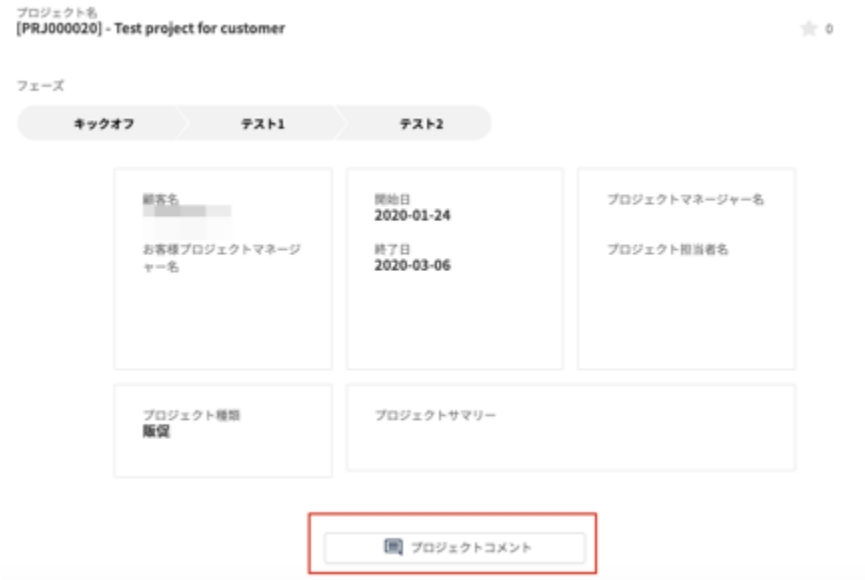 プロジェクト名
[PRJ000020] - Test project for customer
0
フェーズ
キックオフ
テスト1
テスト2
顧客名
お客様プロジェクトマネージ
ャー名
開始日
2020-01-24
終了日
2020-03-06
プロジェクトマネージャー名
プロジェクト担当者名
プロジェクト種類
販促
プロジェクトサマリー
プロジェクトコメント